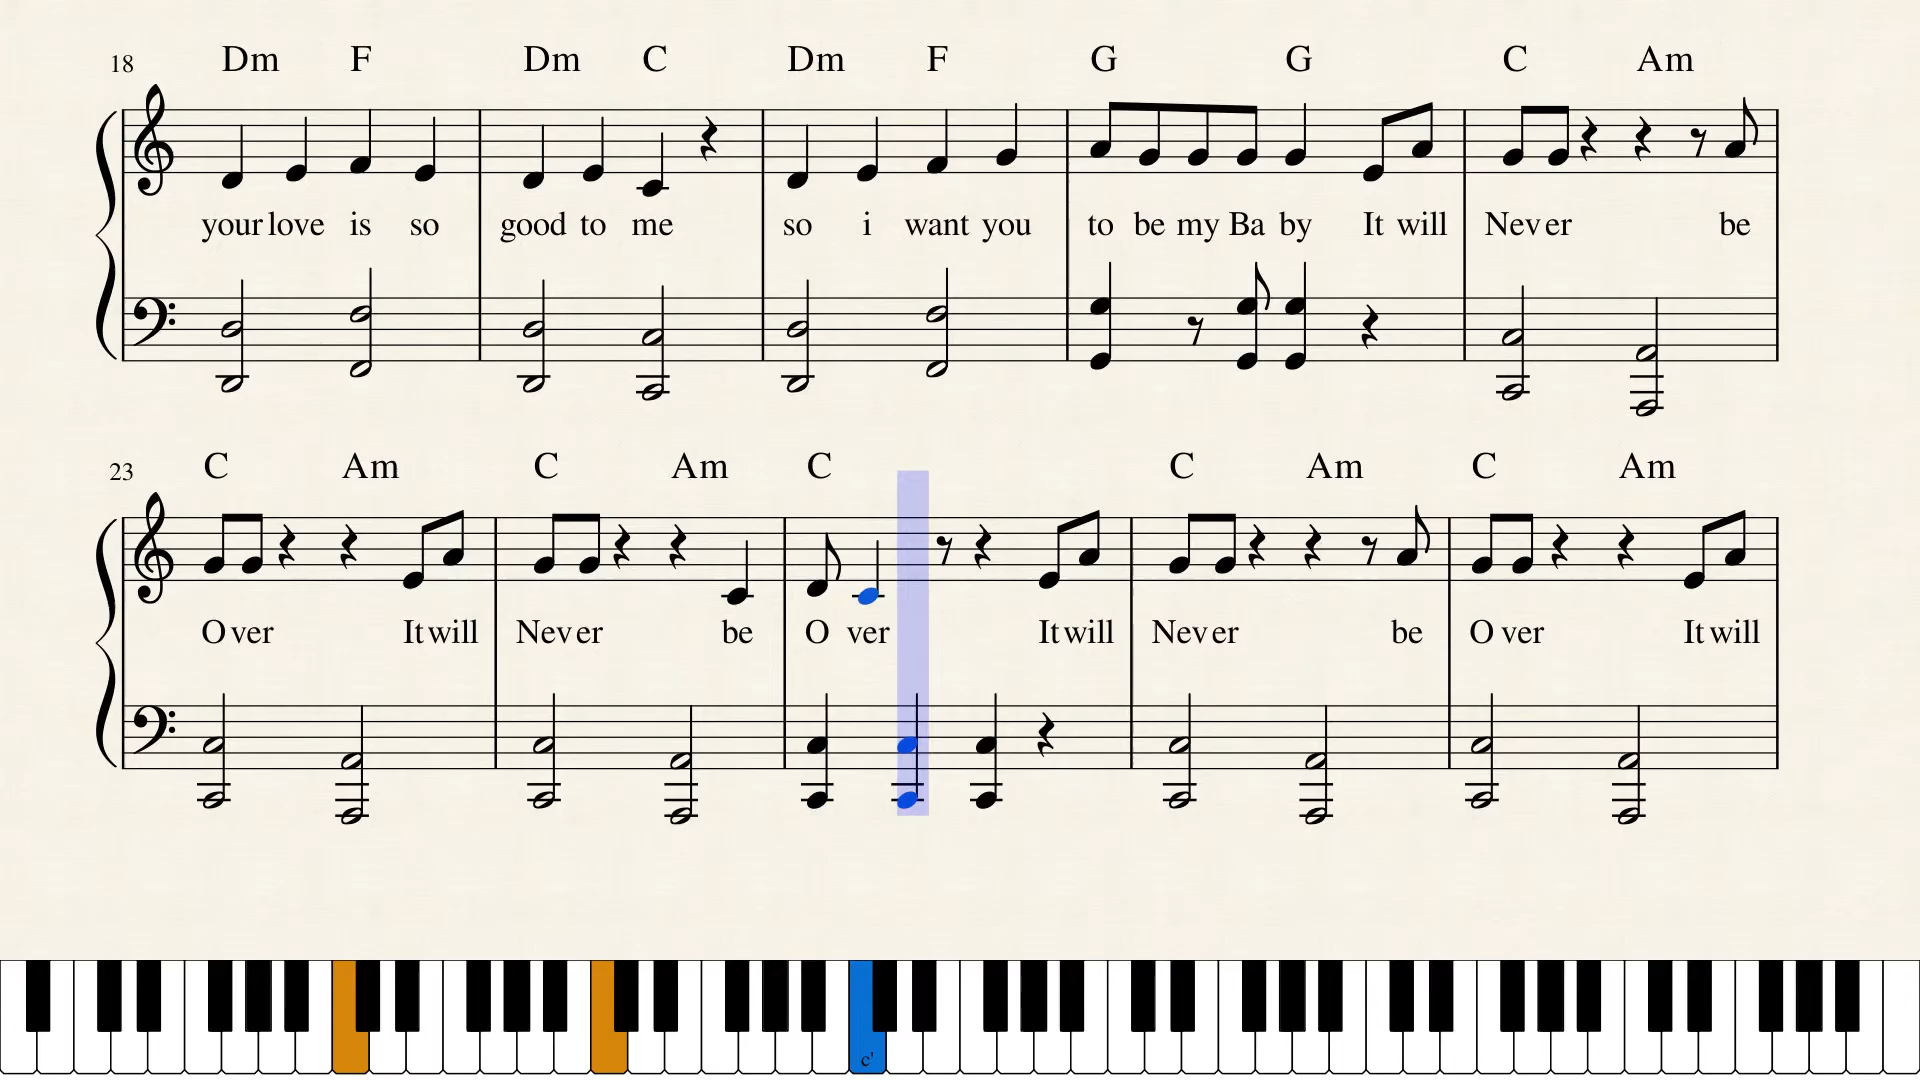 18 Dm F Dm C Dm F G G C Am
your love is so good to me so i want you to be my Ba by It will Never be
23 C Am C Am C C Am C Am
O ver It will Never be O ver It will Never be O ver It will
c'